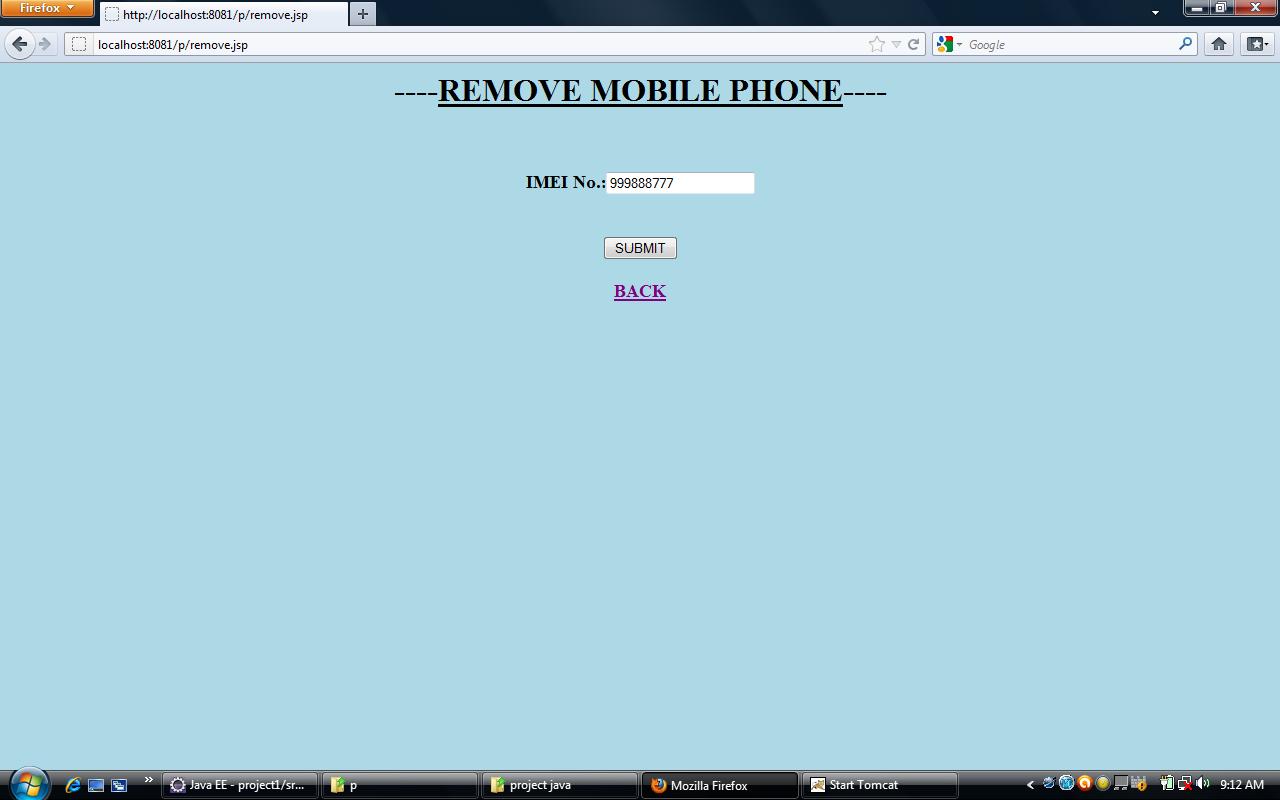 Firefox
http://localhost:8081/p/remove.jsp
localhost:8081/p/remove.jsp
Google
----REMOVE MOBILE PHONE----
IMEI No.:999888777
SUBMIT
BACK
Java EE - project1/sr...
p
project java
Mozilla Firefox
Start Tomcat
9:12 AM